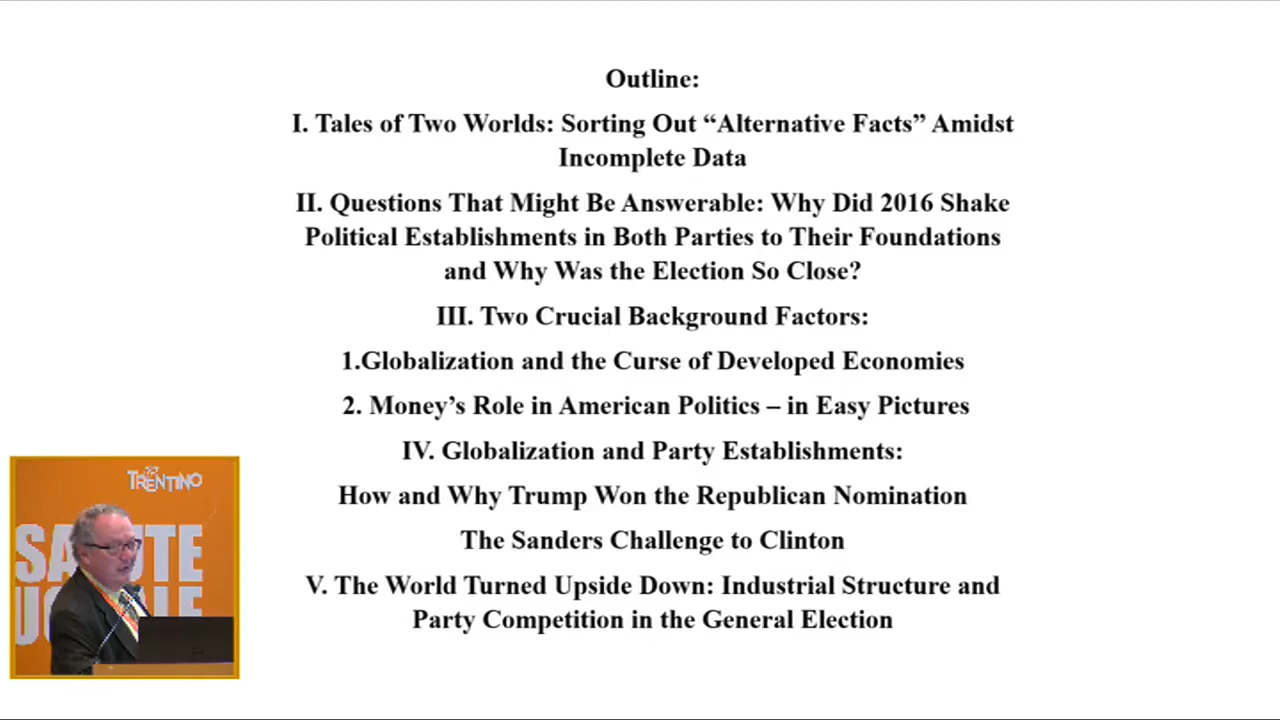 Outline:
I. Tales of Two Worlds: Sorting Out “Alternative Facts” Amidst
Incomplete Data
II. Questions That Might Be Answerable: Why Did 2016 Shake
Political Establishments in Both Parties to Their Foundations
and Why Was the Election So Close?
III. Two Crucial Background Factors:
1.Globalization and the Curse of Developed Economies
2. Money’s Role in American Politics – in Easy Pictures
IV. Globalization and Party Establishments:
How and Why Trump Won the Republican Nomination
The Sanders Challenge to Clinton
V. The World Turned Upside Down: Industrial Structure and
Party Competition in the General Election
TRENTINO